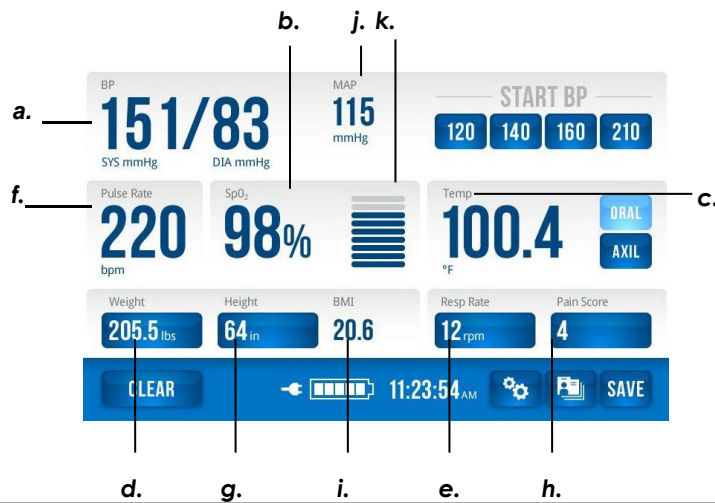 b. j. k.
a.
BP
151/83
SYS mmHg DIA mmHg
MAP
115
mmHg
START BP
120 140 160 210
f.
Pulse Rate
220
bpm
SpO₂
98%
Temp
100.4
°F
ORAL
AXIL
c.
Weight
205.5 lbs
Height
64 in
BMI
20.6
Resp Rate
12 rpm
Pain Score
4
CLEAR
11:23:54 AM
SAVE
d. g. i. e. h.